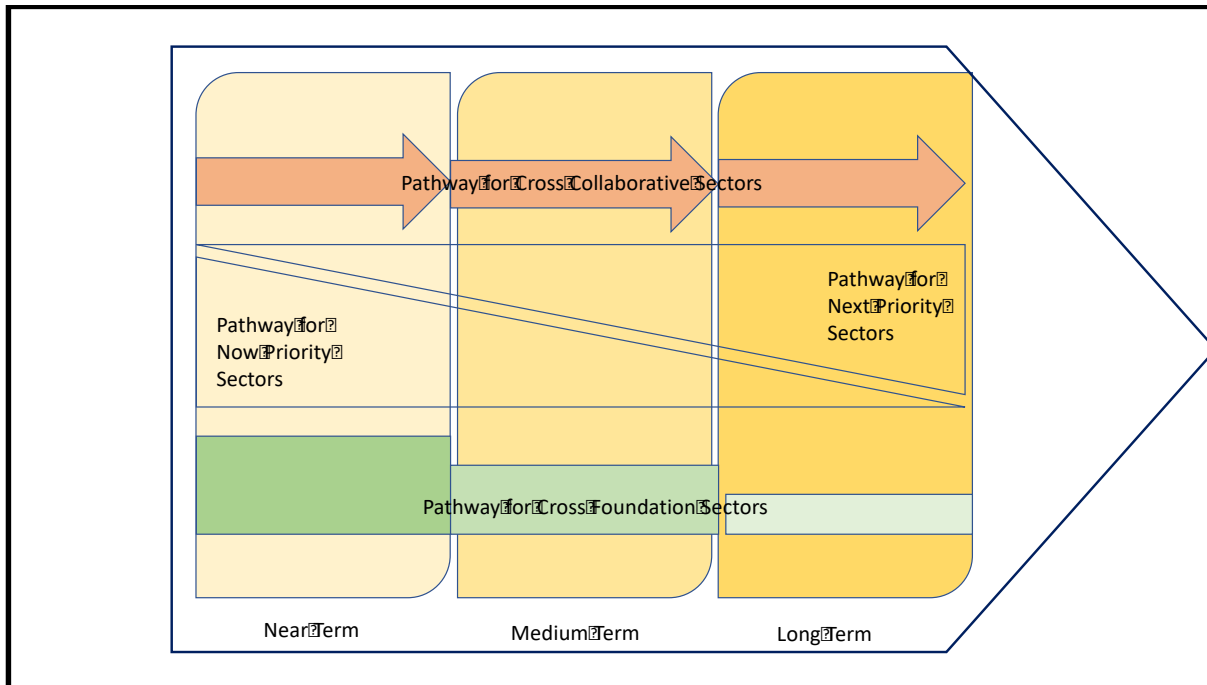 Pathway for Cross Collaborative Sectors
Pathway for
Next Priority
Sectors
Pathway for
Now Priority
Sectors
Pathway for Cross Foundation Sectors
Near Term
Medium Term
Long Term